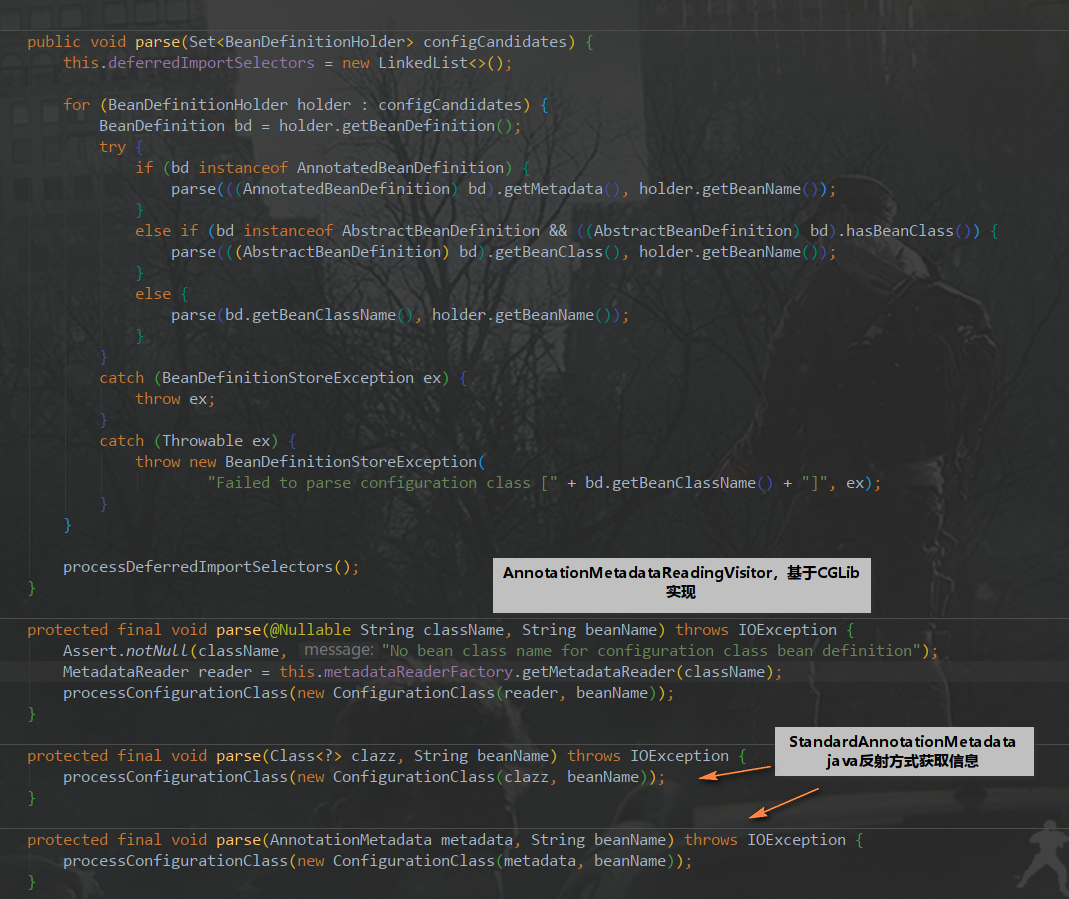 public void parse(Set<BeanDefinitionHolder> configCandidates) {
this.deferredImportSelectors = new LinkedList<>();
for (BeanDefinitionHolder holder : configCandidates) {
BeanDefinition bd = holder.getBeanDefinition();
try {
if (bd instanceof AnnotatedBeanDefinition) {
parse(((AnnotatedBeanDefinition) bd).getMetadata(), holder.getBeanName());
}
else if (bd instanceof AbstractBeanDefinition && ((AbstractBeanDefinition) bd).hasBeanClass()) {
parse(((AbstractBeanDefinition) bd).getBeanClass(), holder.getBeanName());
}
else {
parse(bd.getBeanClassName(), holder.getBeanName());
}
}
catch (BeanDefinitionStoreException ex) {
throw ex;
}
catch (Throwable ex) {
throw new BeanDefinitionStoreException(
"Failed to parse configuration class [" + bd.getBeanClassName() + "]", ex);
}
}
processDeferredImportSelectors();
}
AnnotationMetadataReadingVisitor，基于CGLib
实现
protected final void parse(@Nullable String className, String beanName) throws IOException {
Assert.notNull(className, message: "No bean class name for configuration class bean definition");
MetadataReader reader = this.metadataReaderFactory.getMetadataReader(className);
processConfigurationClass(new ConfigurationClass(reader, beanName));
}
protected final void parse(Class<?> clazz, String beanName) throws IOException {
processConfigurationClass(new ConfigurationClass(clazz, beanName));
}
StandardAnnotationMetadata
java反射方式获取信息
protected final void parse(AnnotationMetadata metadata, String beanName) throws IOException {
processConfigurationClass(new ConfigurationClass(metadata, beanName));
}